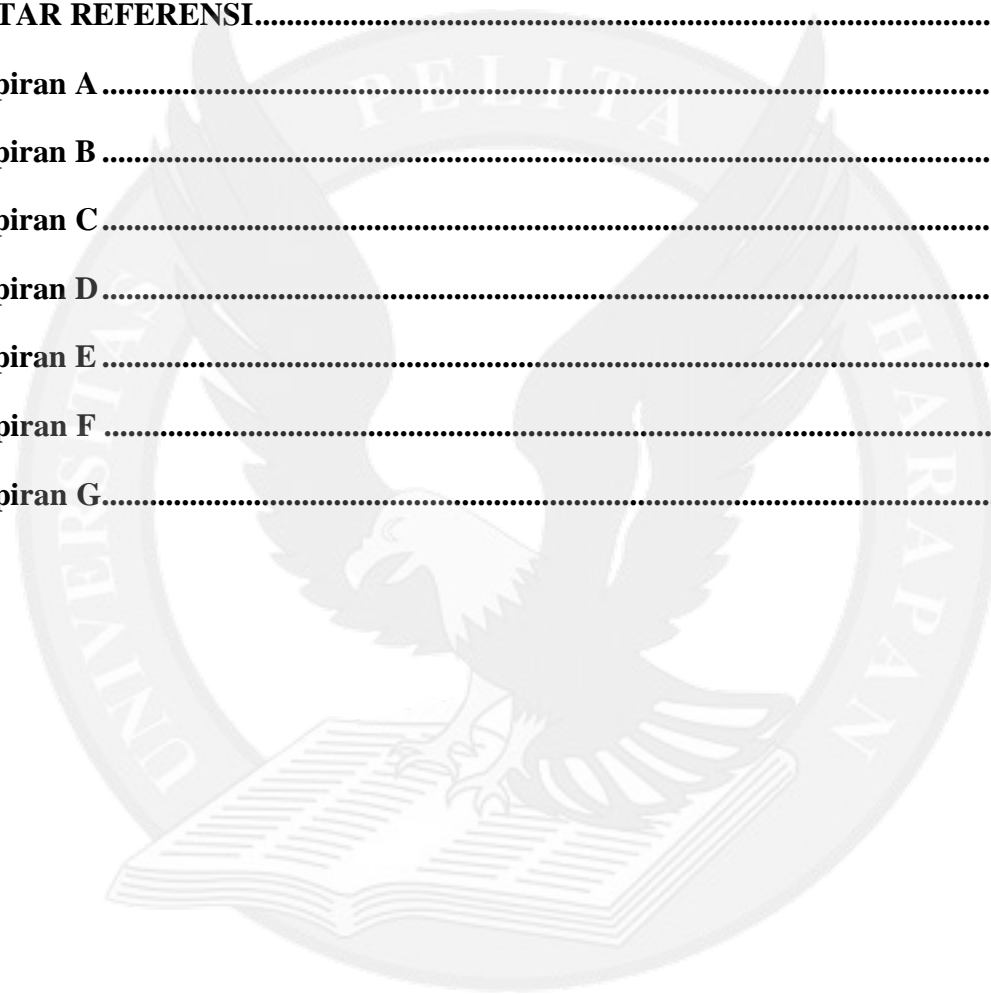 TAR REFERENSI..........................................................................................
piran A ..............................................................................................................
piran B ..............................................................................................................
piran C ..............................................................................................................
piran D..............................................................................................................
piran E ..............................................................................................................
piran F ..............................................................................................................
piran G..............................................................................................................
UNIVERSITAS PELITA HARAPAN